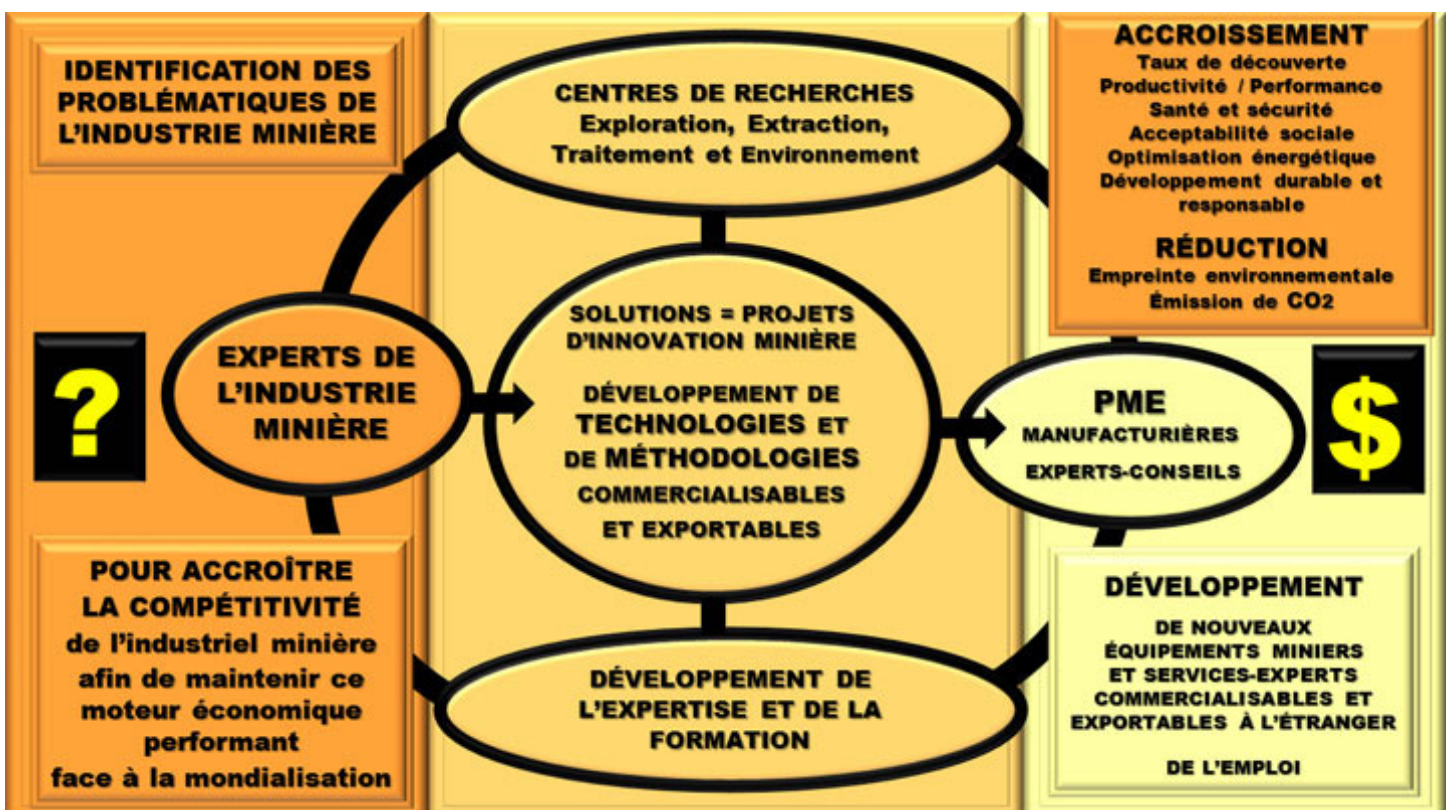 IDENTIFICATION DES
PROBLÉMATIQUES DE
L'INDUSTRIE MINIÈRE
?
EXPERTS DE
L'INDUSTRIE
MINIÈRE
POUR ACCROÎTRE
LA COMPÉTITIVITÉ
de l'industriel minière
afin de maintenir ce
moteur économique
performant
face à la mondialisation
CENTRES DE RECHERCHES
Exploration, Extraction,
Traitement et Environnement
SOLUTIONS = PROJETS
D'INNOVATION MINIÈRE
DÉVELOPPEMENT DE
TECHNOLOGIES ET
DE MÉTHODOLOGIES
COMMERCIALISABLES
ET EXPORTABLES
DÉVELOPPEMENT DE
L'EXPERTISE ET DE LA
FORMATION
ACCROISSEMENT
Taux de découverte
Productivité / Performance
Santé et sécurité
Acceptabilité sociale
Optimisation énergétique
Développement durable et
responsable
RÉDUCTION
Empreinte environnementale
Émission de CO2
PME
MANUFACTURIÈRES
EXPERTS-CONSEILS
$
DÉVELOPPEMENT
DE NOUVEAUX
ÉQUIPEMENTS MINIERS
ET SERVICES-EXPERTS
COMMERCIALISABLES ET
EXPORTABLES À L'ÉTRANGER
DE L'EMPLOI